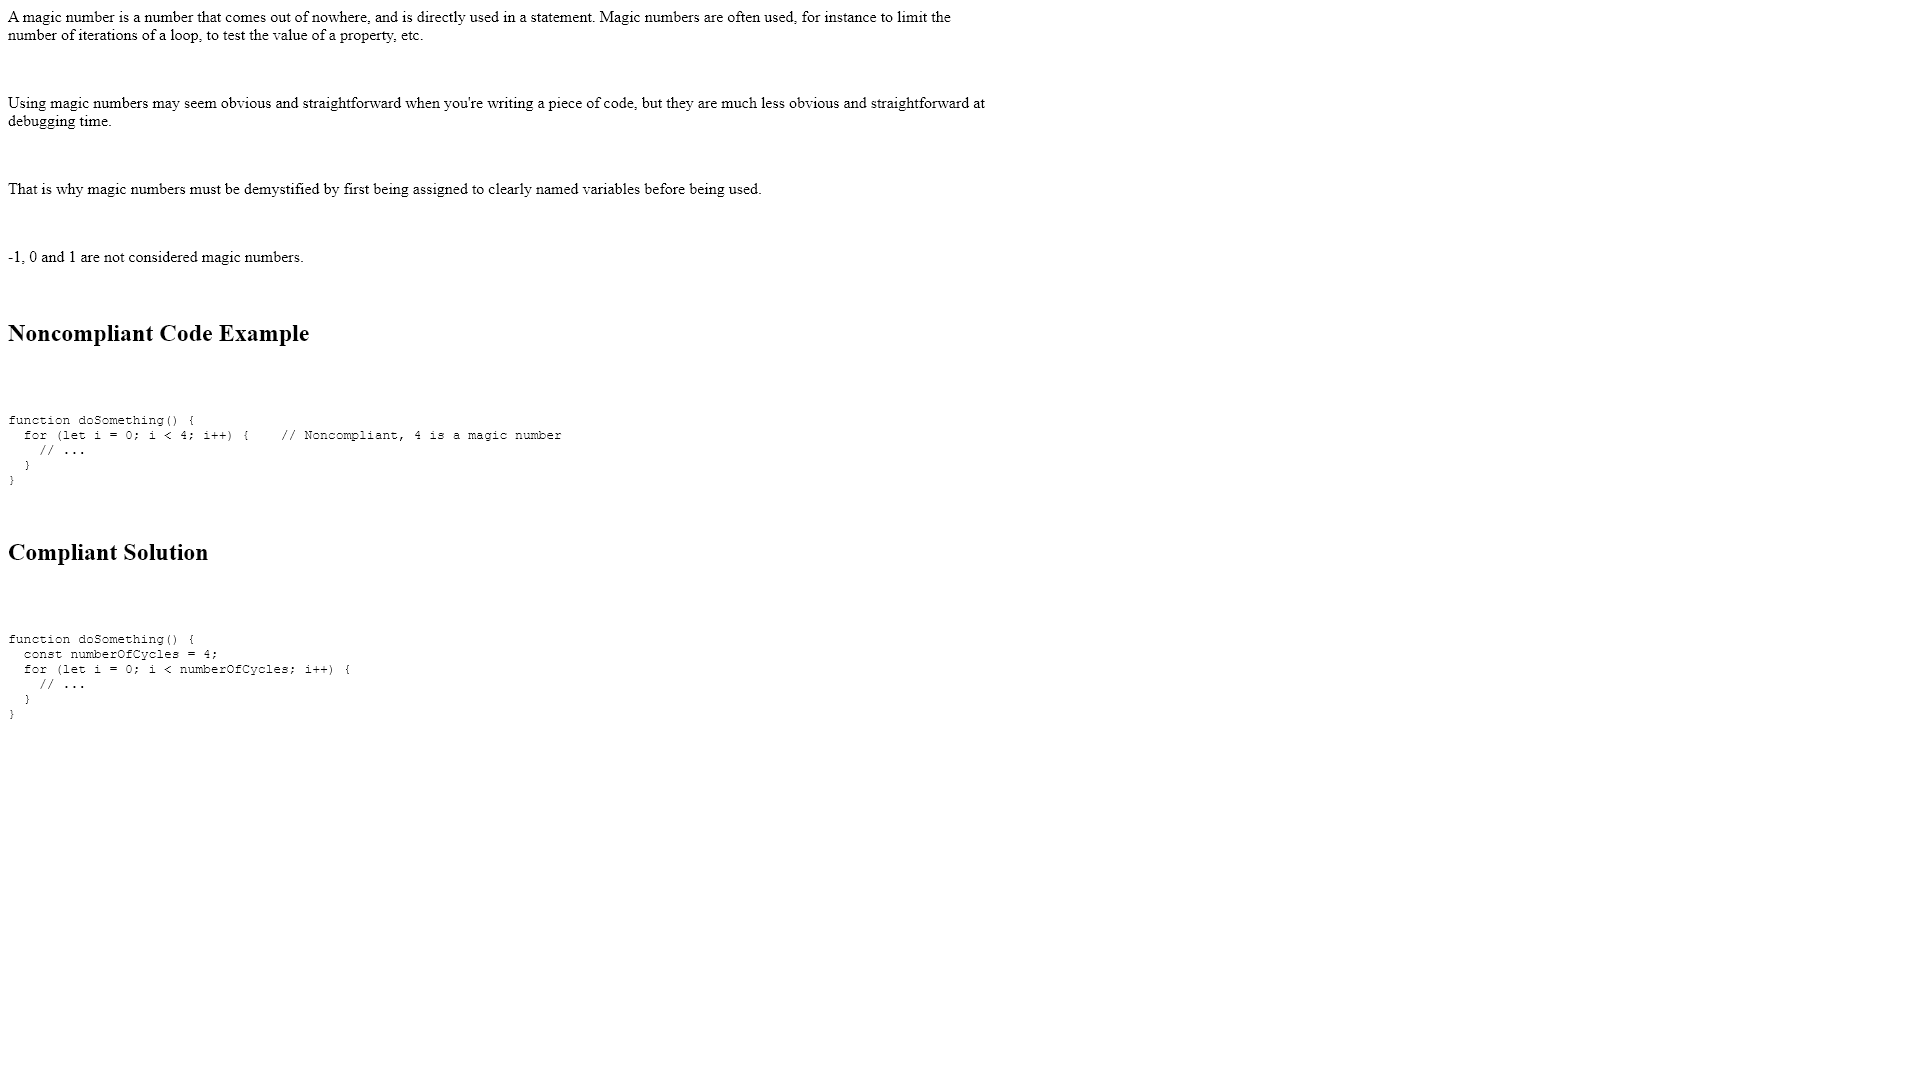 A magic number is a number that comes out of nowhere, and is directly used in a statement. Magic numbers are often used, for instance to limit the
number of iterations of a loop, to test the value of a property, etc.
Using magic numbers may seem obvious and straightforward when you're writing a piece of code, but they are much less obvious and straightforward at
debugging time.
That is why magic numbers must be demystified by first being assigned to clearly named variables before being used.
-1, 0 and 1 are not considered magic numbers.
Noncompliant Code Example
function doSomething() {
  for (let i = 0; i < 4; i++) {    // Noncompliant, 4 is a magic number
    // ...
  }
}
Compliant Solution
function doSomething() {
  const numberOfCycles = 4;
  for (let i = 0; i < numberOfCycles; i++) {
    // ...
  }
}